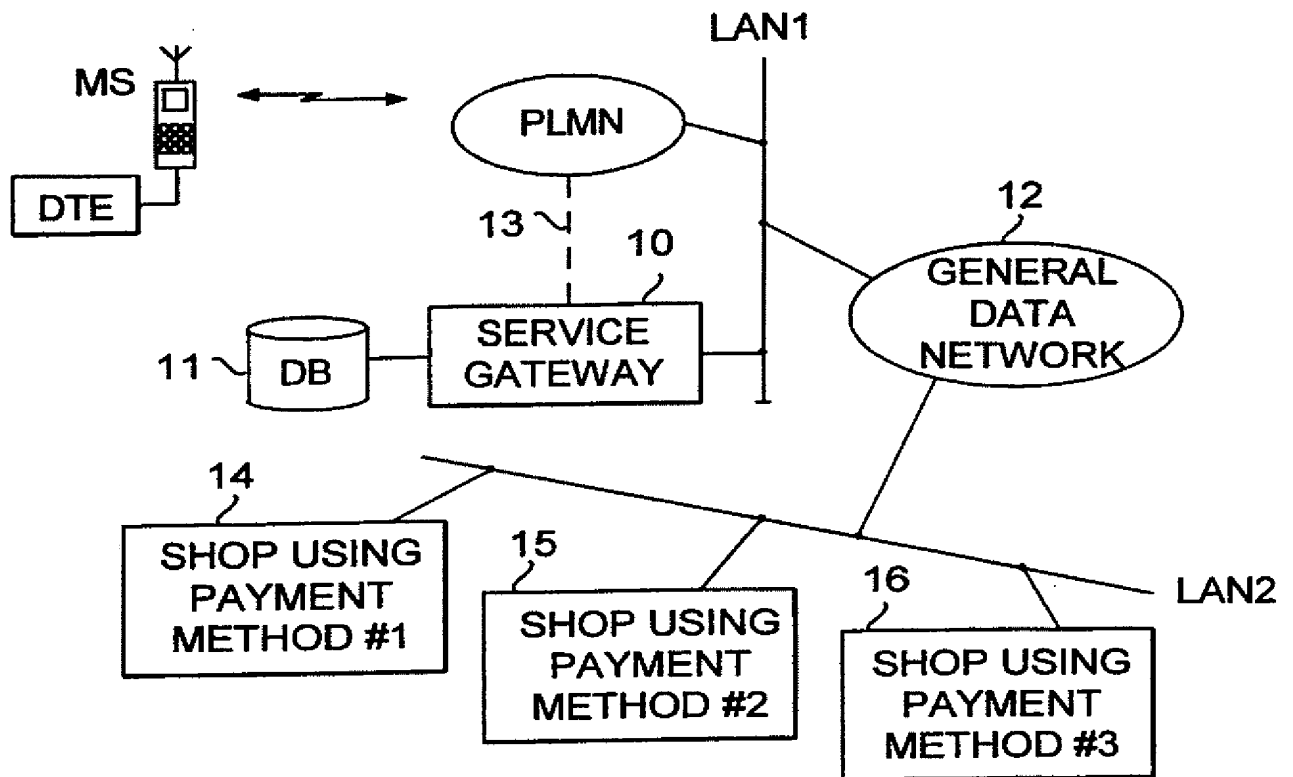 LAN1
MS
PLMN
DTE
13
10
12
GENERAL
DATA
NETWORK
SERVICE
GATEWAY
11
DB
14
SHOP USING
PAYMENT
METHOD #1
15
SHOP USING
PAYMENT
METHOD #2
16
SHOP USING
PAYMENT
METHOD #3
LAN2